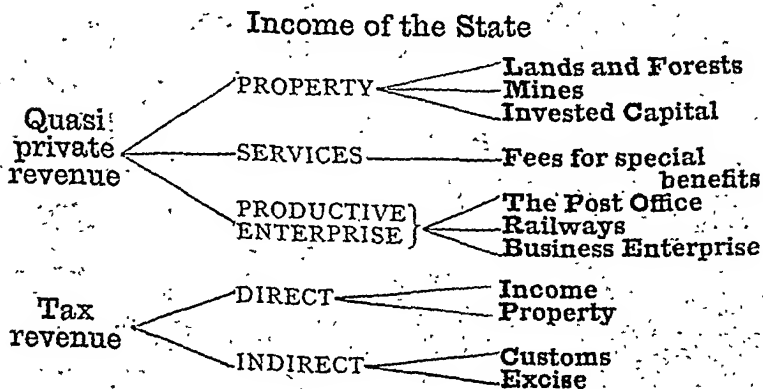 Income of the State
Quasi
private
revenue
PROPERTY
Lands and Forests
Mines
Invested Capital
SERVICES
Fees for special
benefits
PRODUCTIVE
ENTERPRISE
The Post Office
Railways
Business Enterprise
Tax
revenue
DIRECT
Income
Property
INDIRECT
Customs
Excise